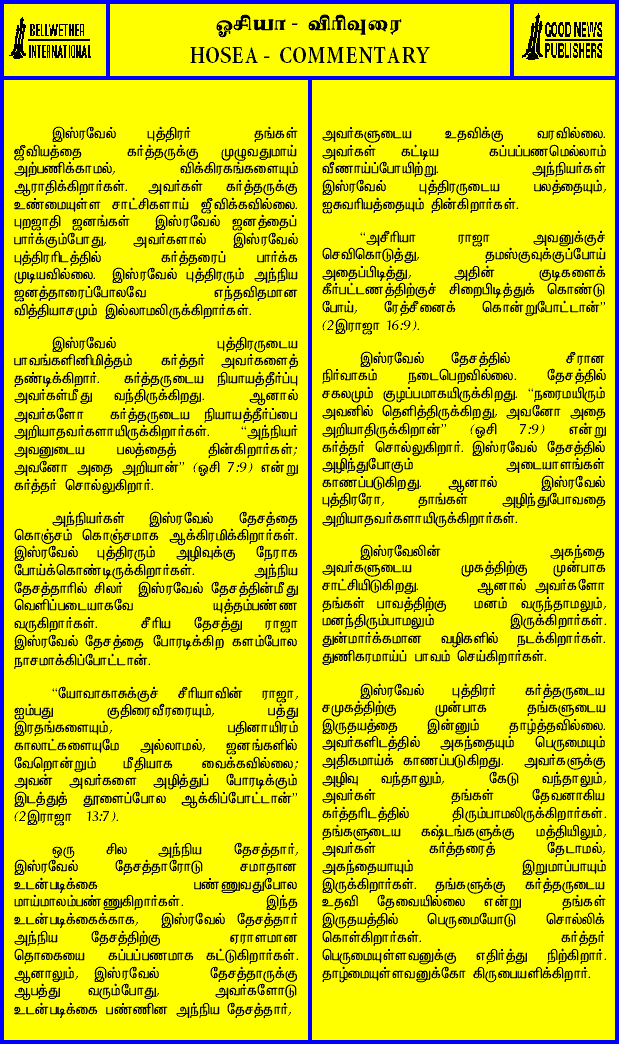 BELLWETHER
INTERNATIONAL
ஓசியா - விரிவுரை
HOSEA - COMMENTARY
GOOD NEWS
PUBLISHERS
இஸ்ரவேல் புத்திரர் தங்கள்
ஜீவியத்தை கர்த்தருக்கு முழுவதுமாய்
அற்பணிக்காமல், விக்கிரகங்களையும்
ஆராதிக்கிறார்கள். அவர்கள் கர்த்தருக்கு
உண்மையுள்ள சாட்சிகளாய் ஜீவிக்கவில்லை.
புறஜாதி ஜனங்கள் இஸ்ரவேல் ஜனத்தைப்
பார்க்கும்போது, அவர்களால் இஸ்ரவேல்
புத்திரரிடத்தில் கர்த்தரைப் பார்க்க
முடியவில்லை. இஸ்ரவேல் புத்திரரும் அந்நிய
ஜனத்தாரைப்போலவே எந்தவிதமான
வித்தியாசமும் இல்லாமலிருக்கிறார்கள்.
இஸ்ரவேல் புத்திரருடைய
பாவங்களினிமித்தம் கர்த்தர் அவர்களைத்
தண்டிக்கிறார். கர்த்தருடைய நியாயத்தீர்ப்பு
அவர்கள்மீது வந்திருக்கிறது. ஆனால்
அவர்களோ கர்த்தருடைய நியாயத்தீர்ப்பை
அறியாதவர்களாயிருக்கிறார்கள். “அந்நியர்
அவனுடைய பலத்தைத் தின்கிறார்கள்;
அவனோ அதை அறியான்” (ஓசி 7:9) என்று
கர்த்தர் சொல்லுகிறார்.
அந்நியர்கள் இஸ்ரவேல் தேசத்தை
கொஞ்சம் கொஞ்சமாக ஆக்கிரமிக்கிறார்கள்.
இஸ்ரவேல் புத்திரரும் அழிவுக்கு நேராக
போய்க்கொண்டிருக்கிறார்கள். அந்நிய
தேசத்தாரில் சிலர் இஸ்ரவேல் தேசத்தின்மீது
வெளிப்படையாகவே யுத்தம்பண்ண
வருகிறார்கள். சீரிய தேசத்து ராஜா
இஸ்ரவேல் தேசத்தை போரடிக்கிற களம்போல
நாசமாக்கிப்போட்டான்.
“யோவாகாசுக்குச் சீரியாவின் ராஜா,
ஐம்பது குதிரைவீரரையும், பத்து
இரதங்களையும், பதினாயிரம்
காலாட்களையுமே அல்லாமல், ஜனங்களில்
வேறொன்றும் மீதியாக வைக்கவில்லை;
அவன் அவர்களை அழித்துப் போரடிக்கும்
இடத்துத் தூளைப்போல ஆக்கிப்போட்டான்”
(2இராஜா 13:7).
ஒரு சில அந்நிய தேசத்தார்,
இஸ்ரவேல் தேசத்தாரோடு சமாதான
உடன்படிக்கை பண்ணுவதுபோல
மாய்மாலம்பண்ணுகிறார்கள். இந்த
உடன்படிக்கைக்காக, இஸ்ரவேல் தேசத்தார்
அந்நிய தேசத்திற்கு ஏராளமான
தொகையை கப்பப்பணமாக கட்டுகிறார்கள்.
ஆனாலும், இஸ்ரவேல் தேசத்தாருக்கு
ஆபத்து வரும்போது, அவர்களோடு
உடன்படிக்கை பண்ணின அந்நிய தேசத்தார்,
அவர்களுடைய உதவிக்கு வரவில்லை.
அவர்கள் கட்டிய கப்பப்பணமெல்லாம்
வீணாய்ப்போயிற்று. அந்நியர்கள்
இஸ்ரவேல் புத்திரருடைய பலத்தையும்,
ஐசுவரியத்தையும் தின்கிறார்கள்.
“அசீரியா ராஜா அவனுக்குச்
செவிகொடுத்து, தமஸ்குவுக்குப்போய்
அதைப்பிடித்து, அதின் குடிகளைக்
கீர்பட்டணத்திற்குச் சிறைபிடித்துக் கொண்டு
போய், ரேத்சீனைக் கொன்றுபோட்டான்”
(2இராஜா 16:9).
இஸ்ரவேல் தேசத்தில் சீரான
நிர்வாகம் நடைபெறவில்லை. தேசத்தில்
சகலமும் குழப்பமாகயிருக்கிறது. “நரைமயிரும்
அவனில் தெளித்திருக்கிறது, அவனோ அதை
அறியாதிருக்கிறான்” (ஓசி 7:9) என்று
கர்த்தர் சொல்லுகிறார். இஸ்ரவேல் தேசத்தில்
அழிந்துபோகும் அடையாளங்கள்
காணப்படுகிறது. ஆனால் இஸ்ரவேல்
புத்திரரோ, தாங்கள் அழிந்துபோவதை
அறியாதவர்களாயிருக்கிறார்கள்.
இஸ்ரவேலின் அகந்தை
அவர்களுடைய முகத்திற்கு முன்பாக
சாட்சியிடுகிறது. ஆனால் அவர்களோ
தங்கள் பாவத்திற்கு மனம் வருந்தாமலும்,
மனந்திரும்பாமலும் இருக்கிறார்கள்.
துன்மார்க்கமான வழிகளில் நடக்கிறார்கள்.
துணிகரமாய்ப் பாவம் செய்கிறார்கள்.
இஸ்ரவேல் புத்திரர் கர்த்தருடைய
சமுகத்திற்கு முன்பாக தங்களுடைய
இருதயத்தை இன்னும் தாழ்த்தவில்லை.
அவர்களிடத்தில் அகந்தையும் பெருமையும்
அதிகமாய்க் காணப்படுகிறது. அவர்களுக்கு
அழிவு வந்தாலும், கேடு வந்தாலும்,
அவர்கள் தங்கள் தேவனாகிய
கர்த்தரிடத்தில் திரும்பாமலிருக்கிறார்கள்.
தங்களுடைய கஷ்டங்களுக்கு மத்தியிலும்,
அவர்கள் கர்த்தரைத் தேடாமல்,
அகந்தையாயும் இறுமாப்பாயும்
இருக்கிறார்கள். தங்களுக்கு கர்த்தருடைய
உதவி தேவையில்லை என்று தங்கள்
இருதயத்தில் பெருமையோடு சொல்லிக்
கொள்கிறார்கள். கர்த்தர்
பெருமையுள்ளவனுக்கு எதிர்த்து நிற்கிறார்.
தாழ்மையுள்ளவனுக்கோ கிருபையளிக்கிறார்.